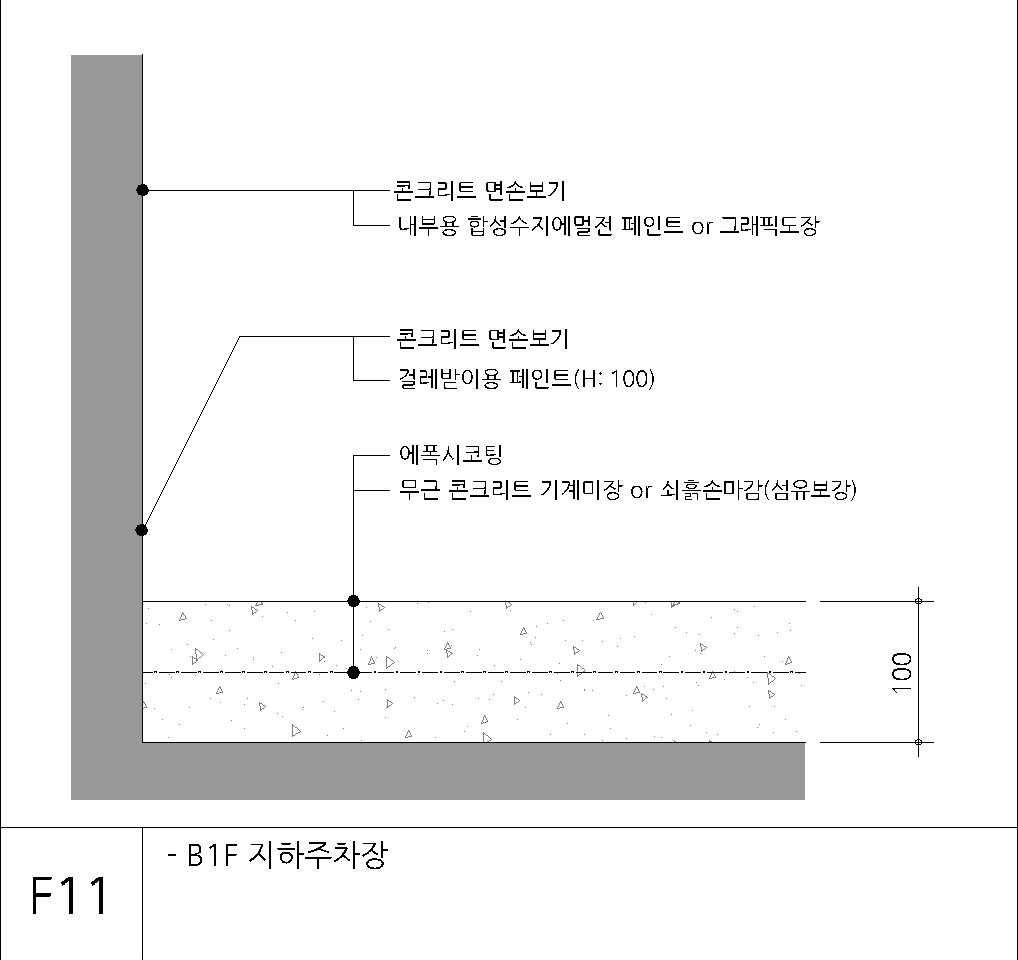 콘크리트 면손보기
내부용 합성수지에멀전 페인트 or 그래픽도장
콘크리트 면손보기
걸레받이용 페인트(H: 100)
에폭시코팅
무근 콘크리트 기계미장 or 쇠흙손마감(섬유보강)
100
- B1F 지하주차장
F11